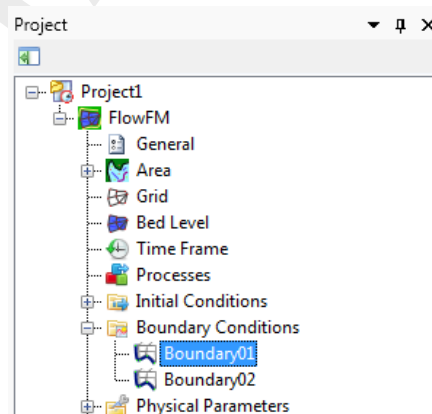 Project
Project1
FlowFM
General
Area
Grid
Bed Level
Time Frame
Processes
Initial Conditions
Boundary Conditions
Boundary01
Boundary02
Physical Parameters